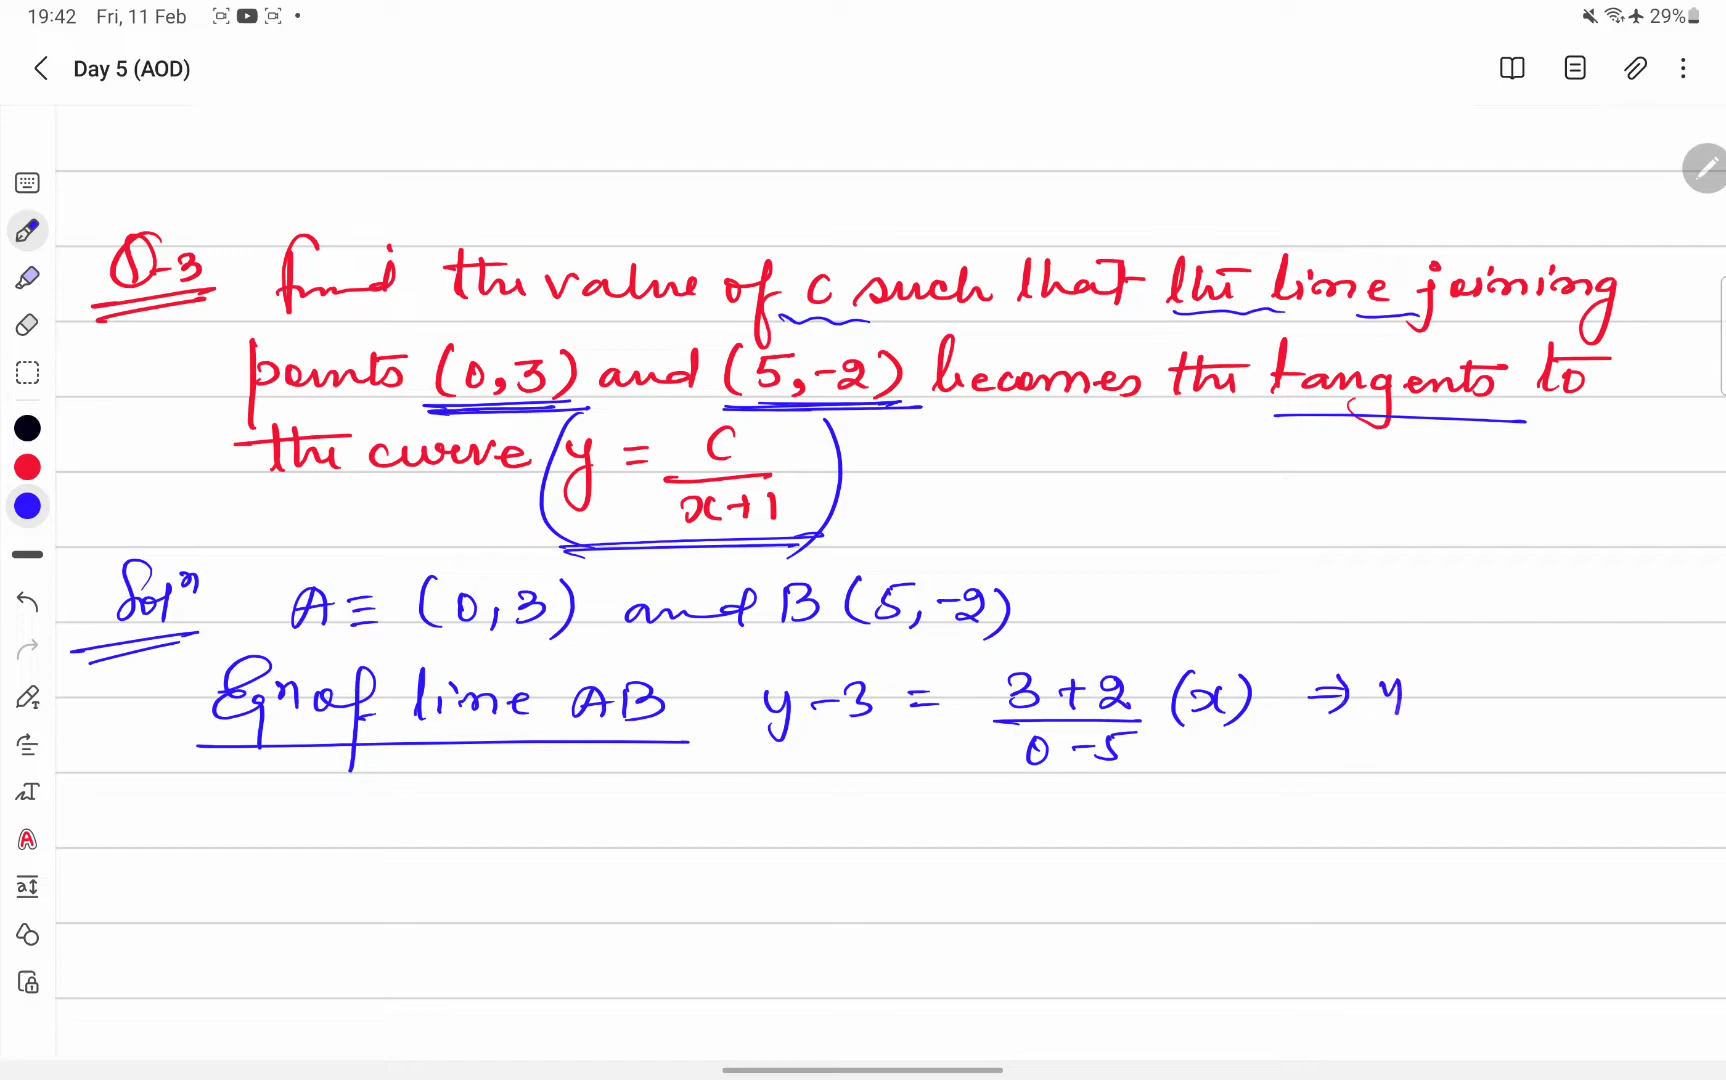 19:42 Fri, 11 Feb 29%
Day 5 (AOD)
Q-3 find the value of c such that the line joining
points (0,3) and (5,-2) becomes the tangents to
the curve (y = c/(x+1))
Solⁿ A ≡ (0,3) and B (5,-2)
Eqⁿ of line AB y-3 = (3+2)/(0-5) (x) ⇒ y